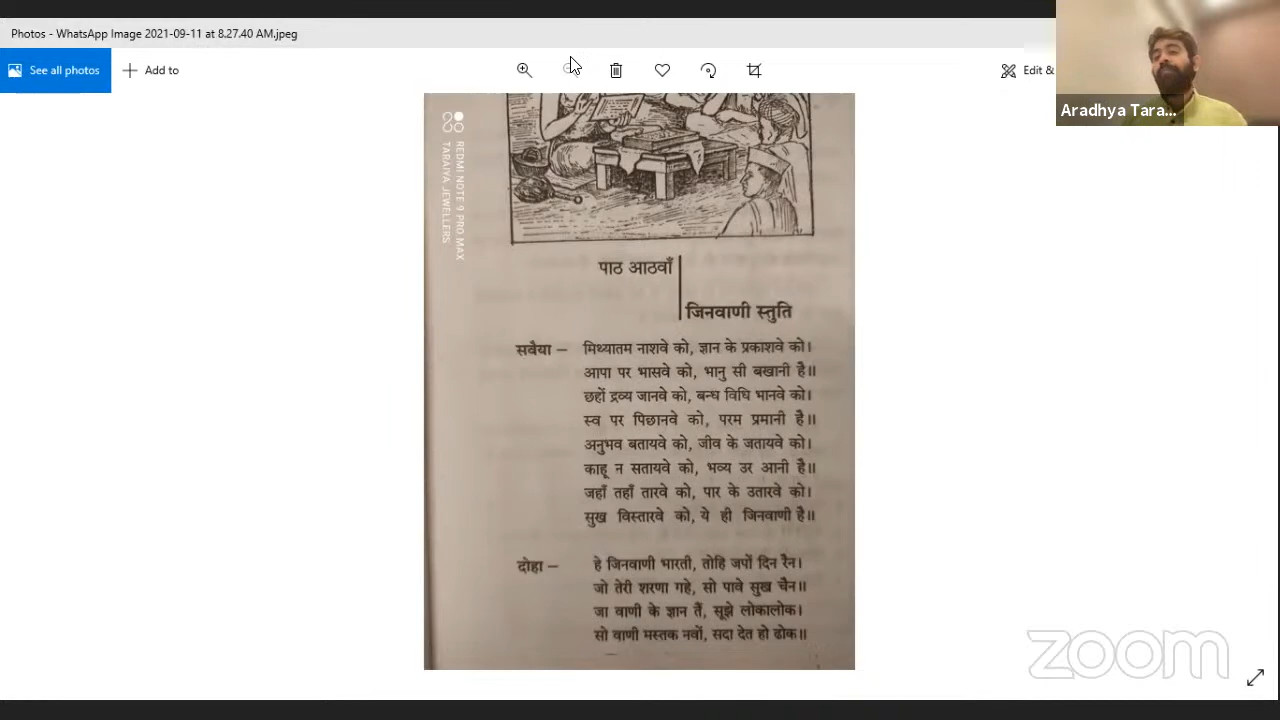 Photos - WhatsApp Image 2021-09-11 at 8.27.40 AM.jpeg
See all photos
Add to
Edit &
Aradhya Tara...
REDMI NOTE 9 PRO MAX
TARAIYA JEWELLERS
पाठ आठवाँ
जिनवाणी स्तुति
सवैया – मिथ्यातम नाशवे को, ज्ञान के प्रकाशवे को।
आपा पर भासवे को, भानु सी बखानी है॥
छहों द्रव्य जानवे को, बन्ध विधि भानवे को।
स्व पर पिछानवे को, परम प्रमानी है॥
अनुभव बतायवे को, जीव के जतायवे को।
काहू न सतायवे को, भव्य उर आनी है॥
जहाँ तहाँ तारवे को, पार के उतारवे को।
सुख विस्तारवे को, ये ही जिनवाणी है॥
दोहा – हे जिनवाणी भारती, तोहि जपों दिन रैन।
जो तेरी शरणा गहे, सो पावे सुख चैन॥
जा वाणी के ज्ञान तैं, सूझे लोकालोक।
सो वाणी मस्तक नवों, सदा देत हो ढोक॥
zoom